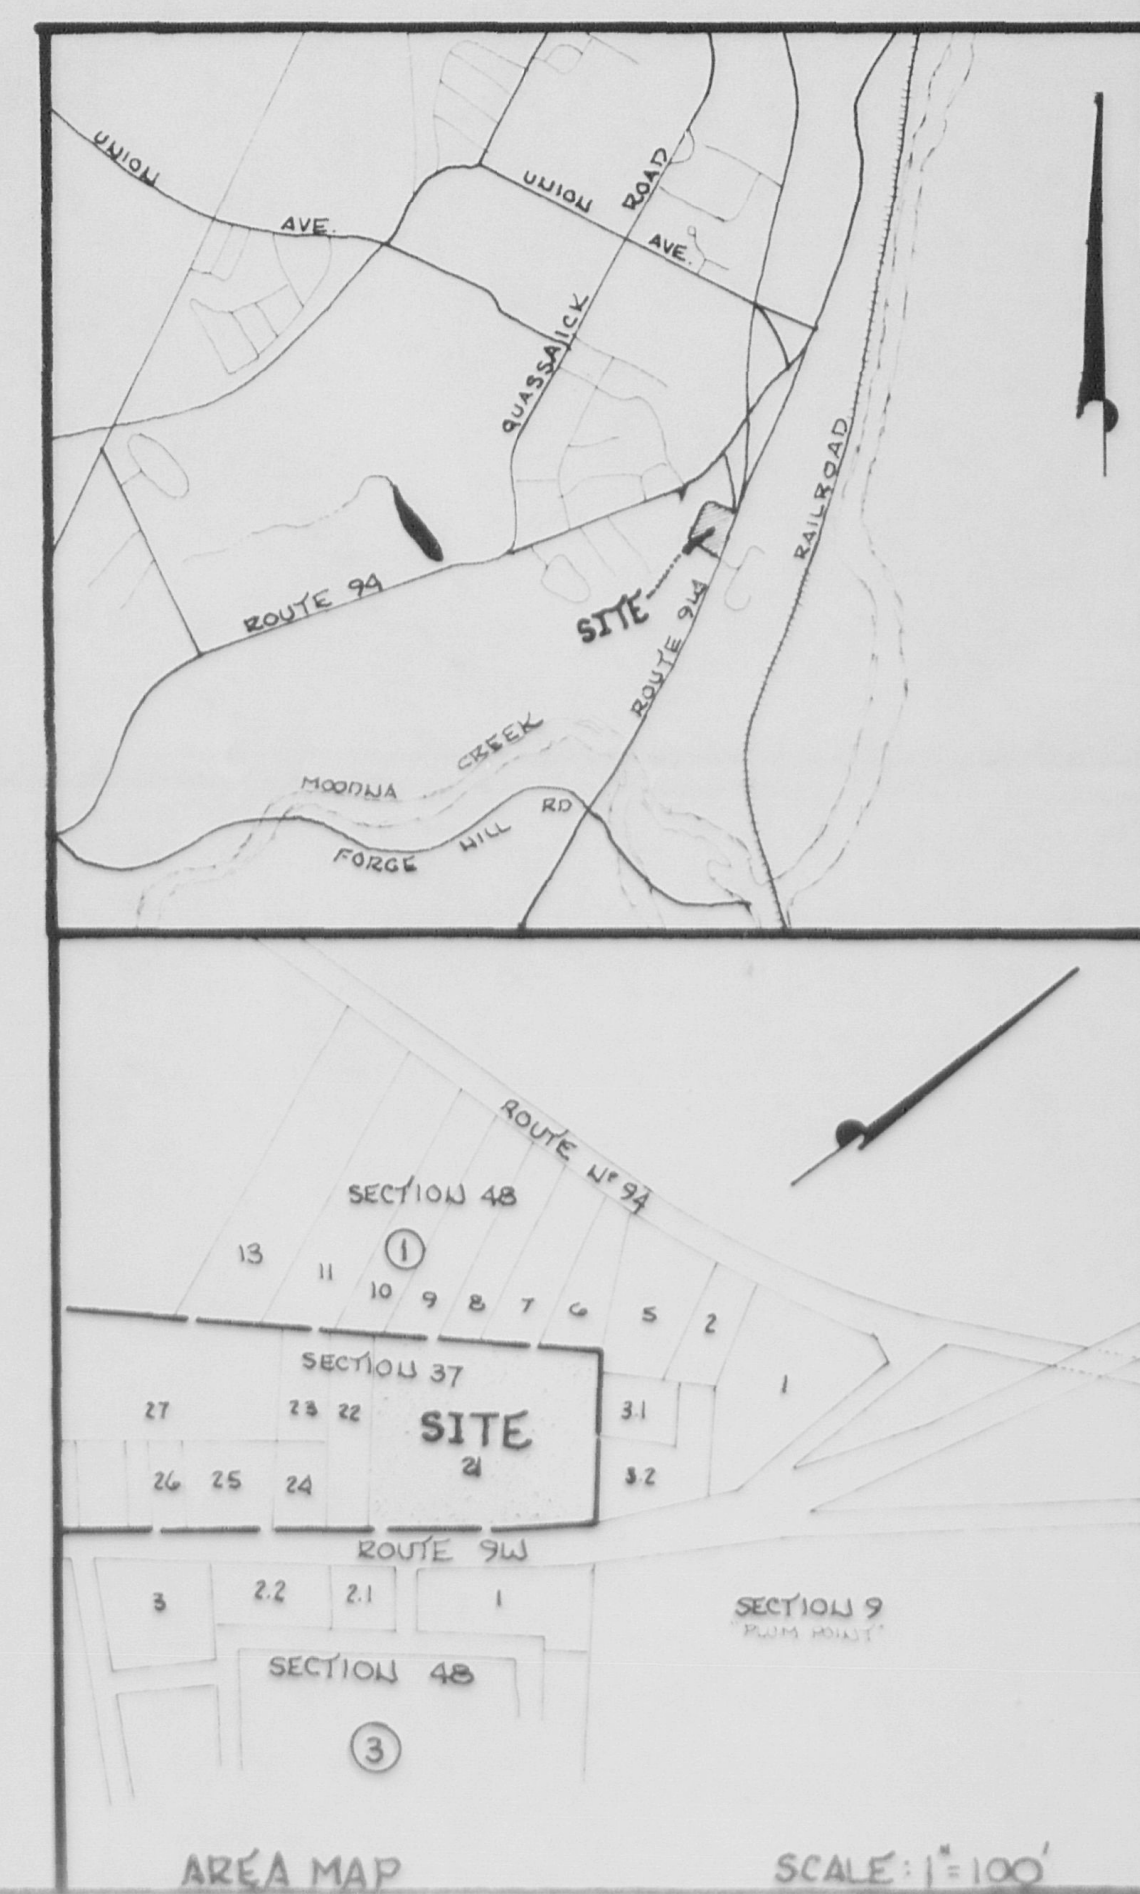 UNION
AVE.
UNION
AVE.
QUASSAICK
ROAD
RAILROAD
ROUTE 94
SITE
ROUTE 9W
MOODNA CREEK
FORGE HILL RD
ROUTE Nº 94
SECTION 48
1
13 11 10 9 8 7 6 5 2 1
SECTION 37
27 23 22 SITE 3.1
21
26 25 24 3.2
ROUTE 9W
3 2.2 2.1 1
SECTION 9
"PLUM POINT"
SECTION 48
3
AREA MAP SCALE: 1"=100'